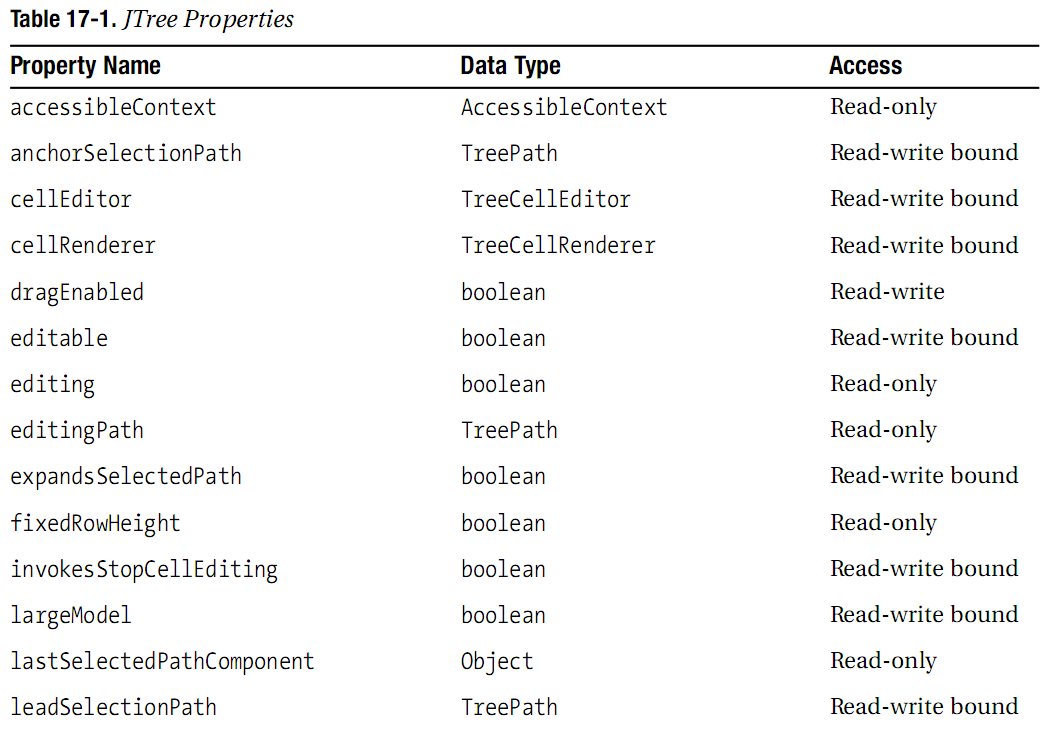 Table 17-1. JTree Properties
Property Name Data Type Access
accessibleContext AccessibleContext Read-only
anchorSelectionPath TreePath Read-write bound
cellEditor TreeCellEditor Read-write bound
cellRenderer TreeCellRenderer Read-write bound
dragEnabled boolean Read-write
editable boolean Read-write bound
editing boolean Read-only
editingPath TreePath Read-only
expandsSelectedPath boolean Read-write bound
fixedRowHeight boolean Read-only
invokesStopCellEditing boolean Read-write bound
largeModel boolean Read-write bound
lastSelectedPathComponent Object Read-only
leadSelectionPath TreePath Read-write bound